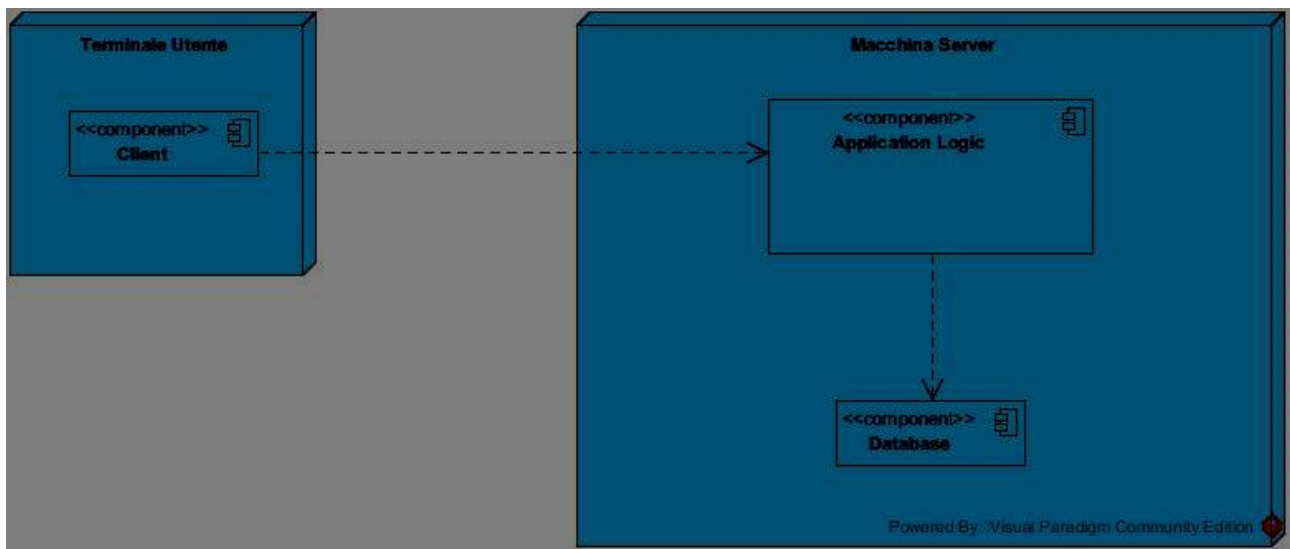 Terminale Utente
<<component>>
Client
Macchina Server
<<component>>
Application Logic
<<component>>
Database
Powered By Visual Paradigm Community Edition